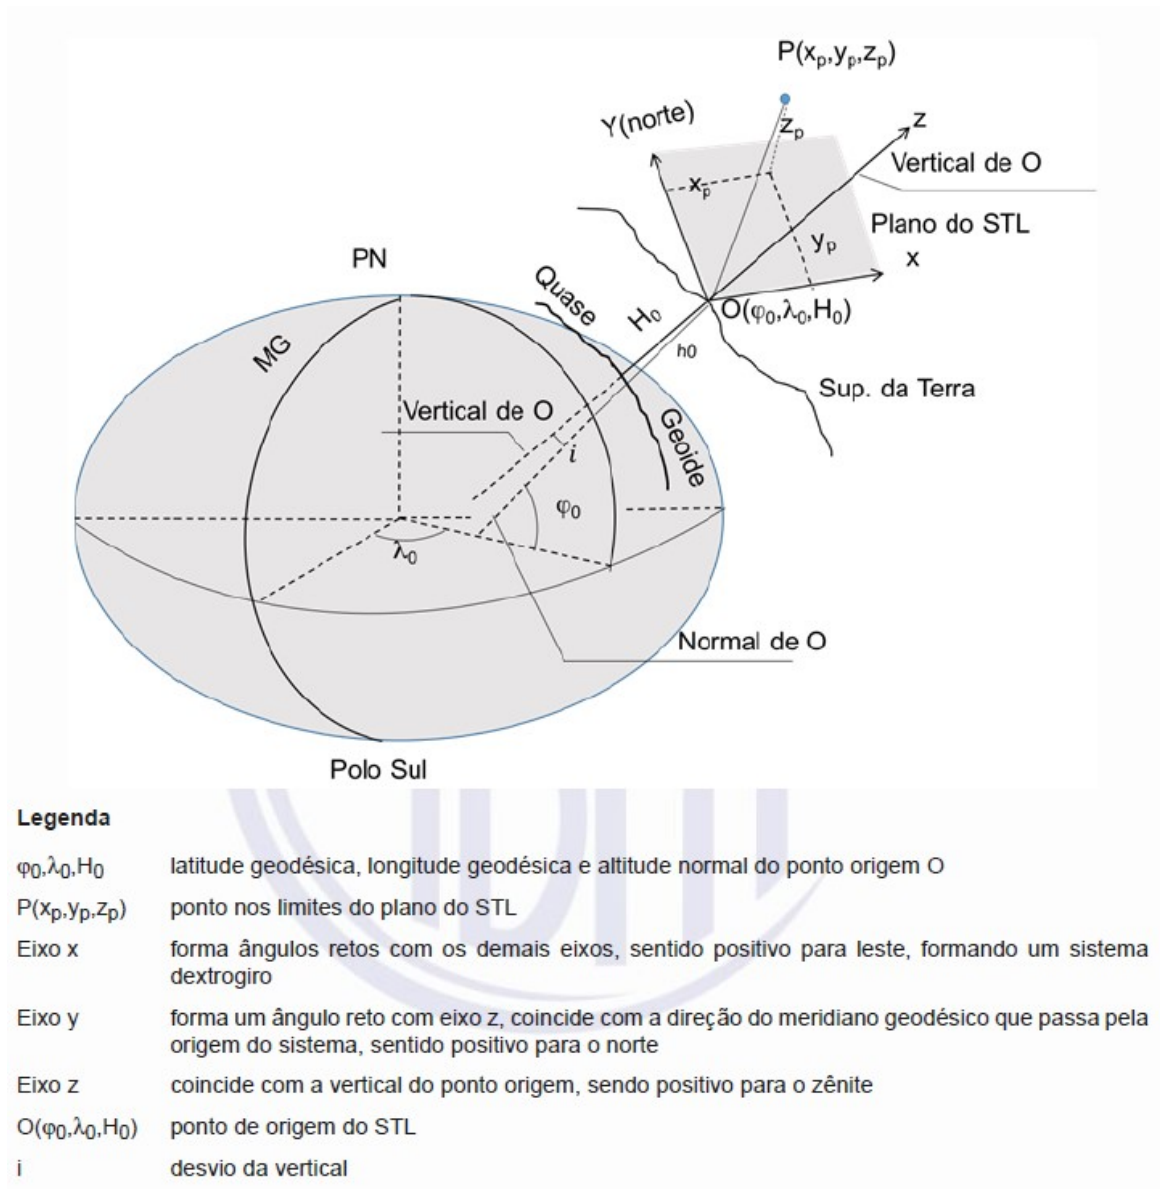 P(xp,yp,zp)
Y(norte)
zp
z
Vertical de O
xp
Plano do STL
yp
x
PN
Quase
H0
O(φ0,λ0,H0)
MG
h0
Sup. da Terra
Vertical de O
Geoide
i
φ0
λ0
Normal de O
Polo Sul
Legenda
φ0,λ0,H0 latitude geodésica, longitude geodésica e altitude normal do ponto origem O
P(xp,yp,zp) ponto nos limites do plano do STL
Eixo x forma ângulos retos com os demais eixos, sentido positivo para leste, formando um sistema
dextrogiro
Eixo y forma um ângulo reto com eixo z, coincide com a direção do meridiano geodésico que passa pela
origem do sistema, sentido positivo para o norte
Eixo z coincide com a vertical do ponto origem, sendo positivo para o zênite
O(φ0,λ0,H0) ponto de origem do STL
i desvio da vertical